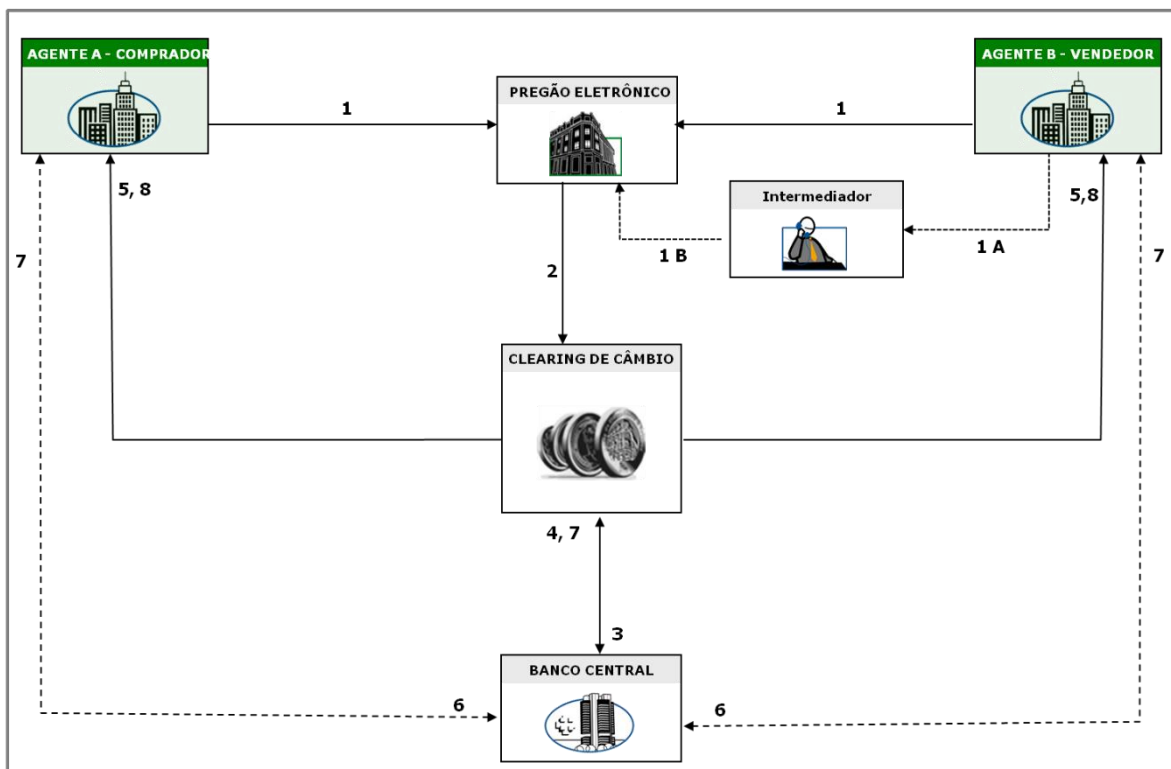 AGENTE A - COMPRADOR
AGENTE B - VENDEDOR
PREGÃO ELETRÔNICO
1
1
Intermediador
5, 8
5,8
1 B
1 A
7
2
7
CLEARING DE CÂMBIO
4, 7
3
BANCO CENTRAL
6
6